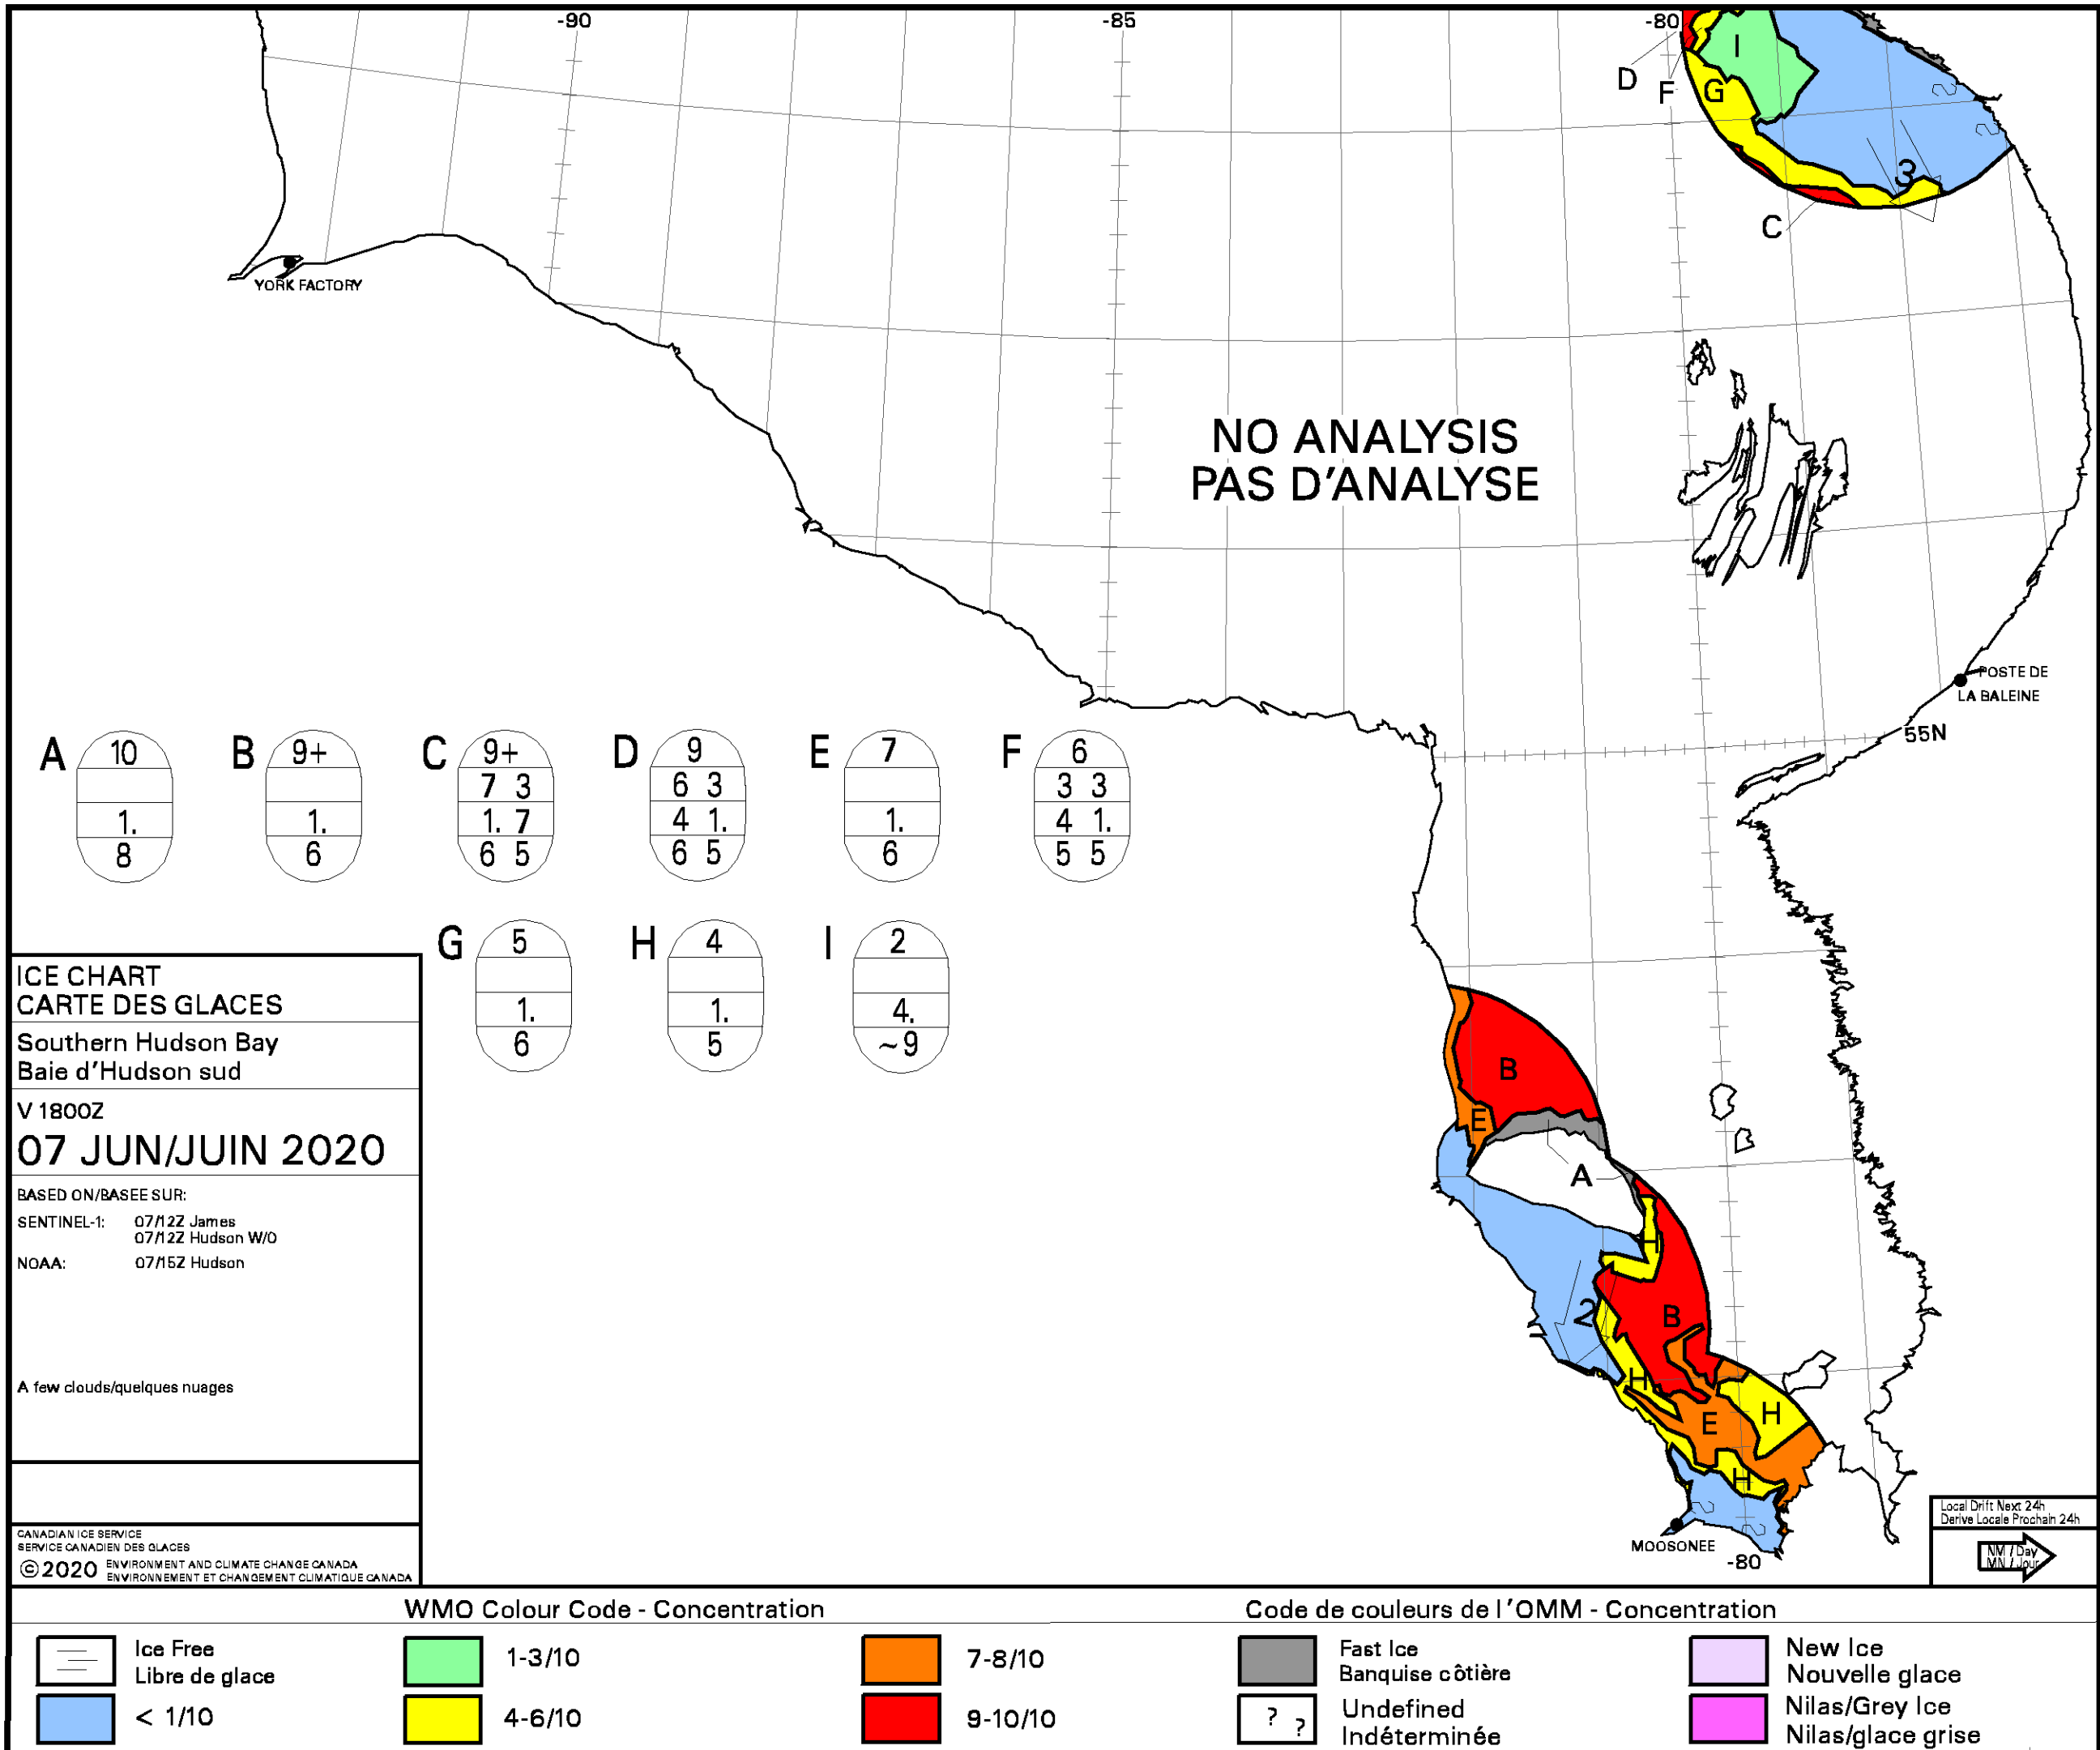 -90
-85
-80
I
D
F
G
3
C
YORK FACTORY
NO ANALYSIS
PAS D'ANALYSE
POSTE DE
LA BALEINE
55N
A
10
1.
8
B
9+
1.
6
C
9+
7 3
1. 7
6 5
D
9
6 3
4 1.
6 5
E
7
1.
6
F
6
3 3
4 1.
5 5
G
5
1.
6
H
4
1.
5
I
2
4.
~9
B
E
A
H
2
B
H
E
H
H
MOOSONEE
-80
ICE CHART
CARTE DES GLACES
Southern Hudson Bay
Baie d'Hudson sud
V 1800Z
07 JUN/JUIN 2020
BASED ON/BASEE SUR:
SENTINEL-1: 07/12Z James
07/12Z Hudson W/O
NOAA: 07/15Z Hudson
A few clouds/quelques nuages
CANADIAN ICE SERVICE
SERVICE CANADIEN DES GLACES
©2020 ENVIRONMENT AND CLIMATE CHANGE CANADA
ENVIRONNEMENT ET CHANGEMENT CLIMATIQUE CANADA
Local Drift Next 24h
Derive Locale Prochain 24h
NM / Day
MN / Jour
WMO Colour Code - Concentration
Code de couleurs de l'OMM - Concentration
Ice Free
Libre de glace
< 1/10
1-3/10
4-6/10
7-8/10
9-10/10
Fast Ice
Banquise côtière
? ?
Undefined
Indéterminée
New Ice
Nouvelle glace
Nilas/Grey Ice
Nilas/glace grise